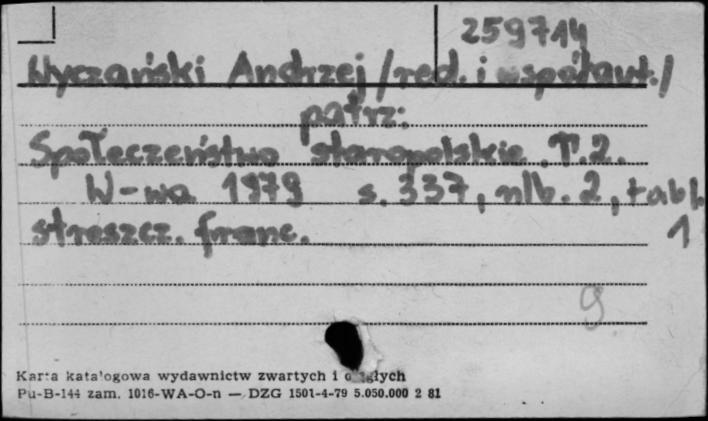 259714
Wyczański Andrzej /red. i współaut./
patrz:
Społeczeństwo staropolskie. T.2.
W-wa 1979 s. 337, nlb. 2, tabl.
streszcz. franc. 1
9
Karta katalogowa wydawnictw zwartych i ciągłych
Pu-B-144 zam. 1016-WA-O-n — DZG 1501-4-79 5.050.000 2 81